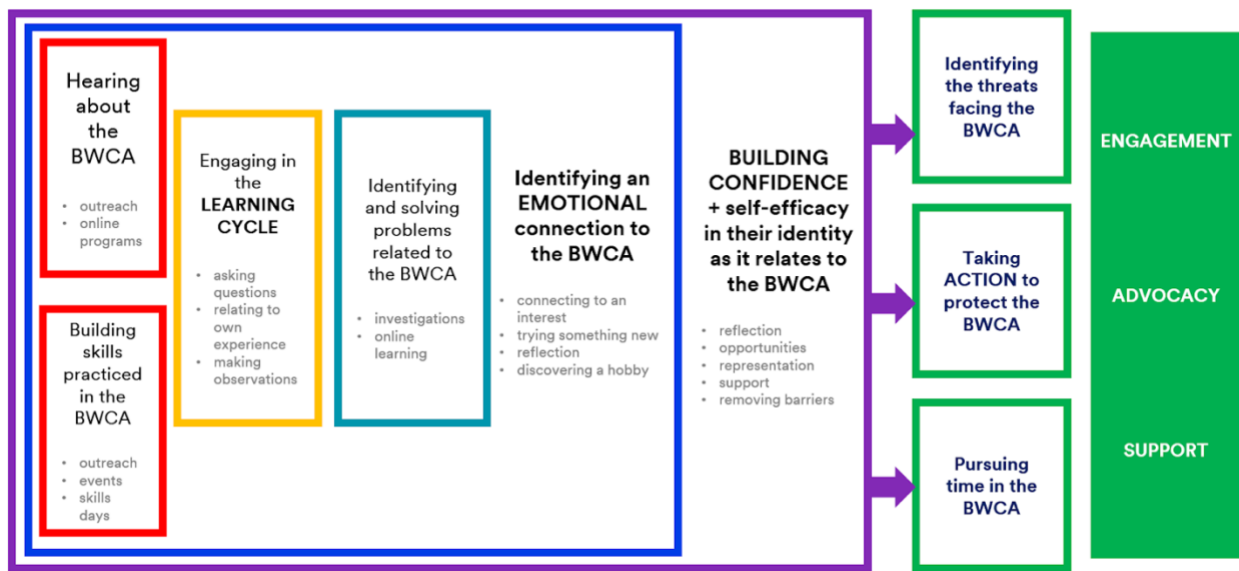 Hearing
about
the
BWCA
• outreach
• online
programs
Building
skills
practiced
in the
BWCA
• outreach
• events
• skills
days
Engaging in
the
LEARNING
CYCLE
• asking
questions
• relating to
own
experience
• making
observations
Identifying
and solving
problems
related to
the BWCA
• investigations
• online
learning
Identifying an
EMOTIONAL
connection to
the BWCA
• connecting to an
interest
• trying something new
• reflection
• discovering a hobby
BUILDING
CONFIDENCE
+ self-efficacy
in their identity
as it relates to
the BWCA
• reflection
• opportunities
• representation
• support
• removing barriers
Identifying
the threats
facing the
BWCA
Taking
ACTION to
protect the
BWCA
Pursuing
time in the
BWCA
ENGAGEMENT
ADVOCACY
SUPPORT